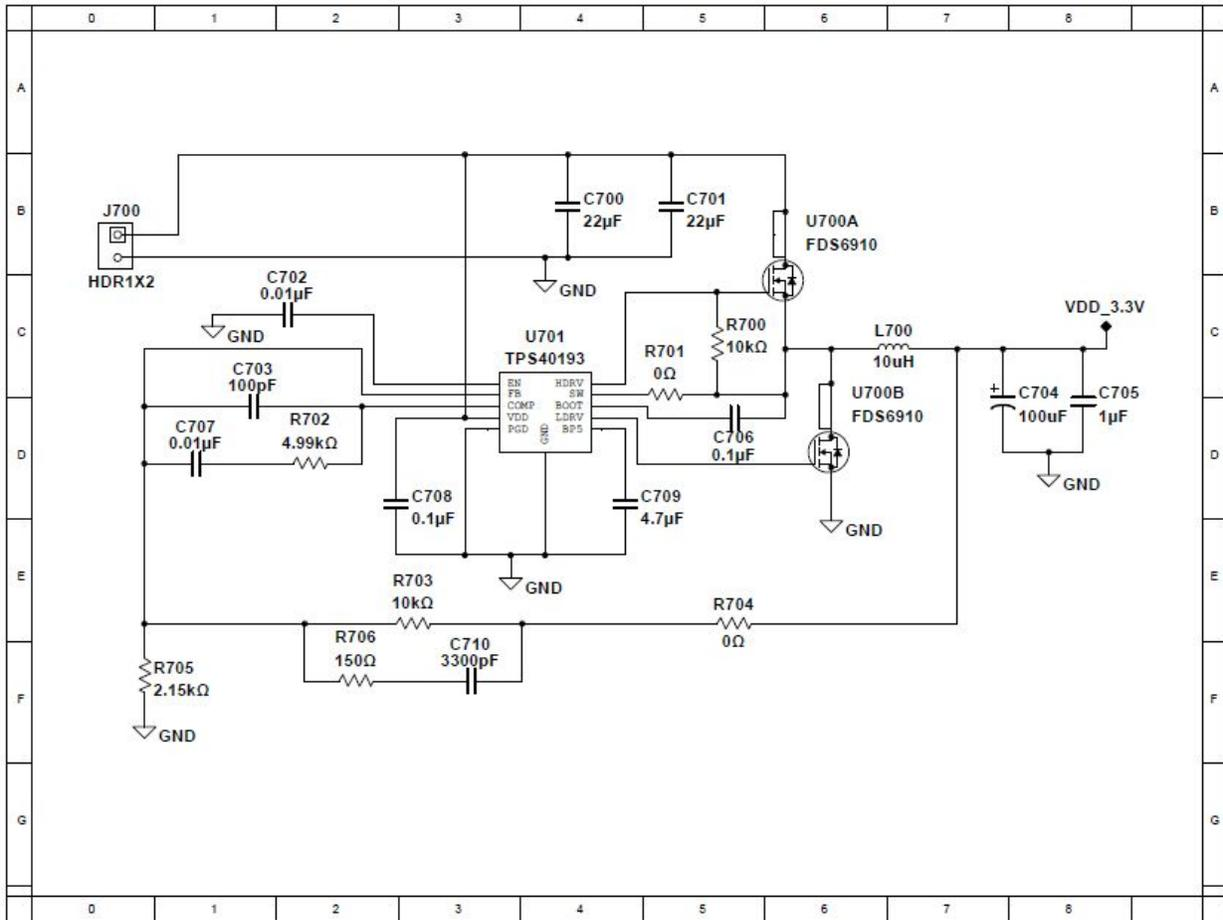 0 1 2 3 4 5 6 7 8
A A
B B
C C
D D
E E
F F
G G
J700
HDR1X2
C700
22µF
C701
22µF
U700A
FDS6910
GND
C702
0.01µF
GND
U701
TPS40193
EN HDRV
FB SW
COMP BOOT
VDD LDRV
PGD BP5
GND
R700
10kΩ
R701
0Ω
VDD_3.3V
L700
10uH
C703
100pF
C707
0.01µF
R702
4.99kΩ
C706
0.1µF
U700B
FDS6910
+
C704
100uF
C705
1µF
GND
GND
C708
0.1µF
C709
4.7µF
GND
R703
10kΩ
R704
0Ω
R706
150Ω
C710
3300pF
R705
2.15kΩ
GND
0 1 2 3 4 5 6 7 8